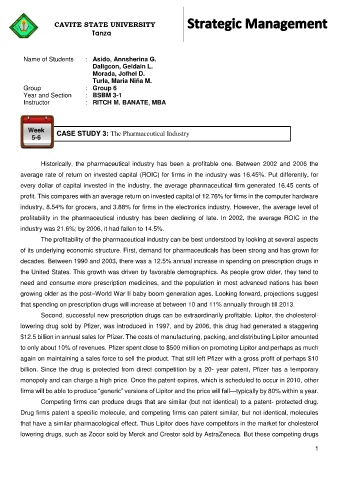 CAVITE STATE UNIVERSITY
Tanza
Strategic Management
Name of Students : Asido, Annsherina G.
Daligcon, Geldain L.
Morada, Jofhel D.
Turla, Maria Niña M.
Group : Group 6
Year and Section : BSBM 3-1
Instructor : RITCH M. BANATE, MBA
Week
5-6
CASE STUDY 3: The Pharmaceutical Industry
Historically, the pharmaceutical industry has been a profitable one. Between 2002 and 2006 the
average rate of return on invested capital (ROIC) for firms in the industry was 16.45%. Put differently, for
every dollar of capital invested in the industry, the average pharmaceutical firm generated 16.45 cents of
profit. This compares with an average return on invested capital of 12.76% for firms in the computer hardware
industry, 8.54% for grocers, and 3.88% for firms in the electronics industry. However, the average level of
profitability in the pharmaceutical industry has been declining of late. In 2002, the average ROIC in the
industry was 21.6%; by 2006, it had fallen to 14.5%.
The profitability of the pharmaceutical industry can be best understood by looking at several aspects
of its underlying economic structure. First, demand for pharmaceuticals has been strong and has grown for
decades. Between 1990 and 2003, there was a 12.5% annual increase in spending on prescription drugs in
the United States. This growth was driven by favorable demographics. As people grow older, they tend to
need and consume more prescription medicines, and the population in most advanced nations has been
growing older as the post–World War II baby boom generation ages. Looking forward, projections suggest
that spending on prescription drugs will increase at between 10 and 11% annually through till 2013.
Second, successful new prescription drugs can be extraordinarily profitable. Lipitor, the cholesterol-
lowering drug sold by Pfizer, was introduced in 1997, and by 2006, this drug had generated a staggering
$12.5 billion in annual sales for Pfizer. The costs of manufacturing, packing, and distributing Lipitor amounted
to only about 10% of revenues. Pfizer spent close to $500 million on promoting Lipitor and perhaps as much
again on maintaining a sales force to sell the product. That still left Pfizer with a gross profit of perhaps $10
billion. Since the drug is protected from direct competition by a 20- year patent, Pfizer has a temporary
monopoly and can charge a high price. Once the patent expires, which is scheduled to occur in 2010, other
firms will be able to produce "generic" versions of Lipitor and the price will fall—typically by 80% within a year.
Competing firms can produce drugs that are similar (but not identical) to a patent- protected drug.
Drug firms patent a specific molecule, and competing firms can patent similar, but not identical, molecules
that have a similar pharmacological effect. Thus Lipitor does have competitors in the market for cholesterol
lowering drugs, such as Zocor sold by Merck and Crestor sold by AstraZeneca. But these competing drugs
1